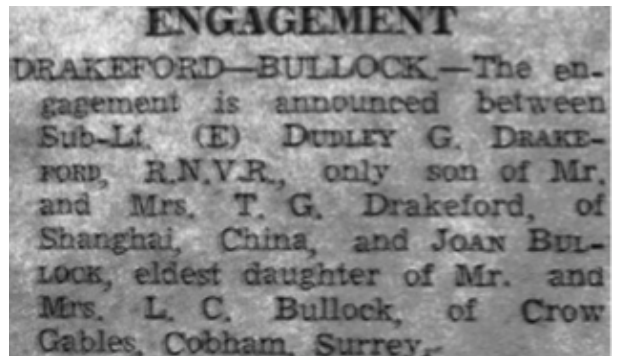 ENGAGEMENT
DRAKEFORD—BULLOCK.—The en-
gagement is announced between
Sub-Lt. (E) DUDLEY G. DRAKE-
FORD, R.N.V.R., only son of Mr.
and Mrs. T. G. Drakeford, of
Shanghai, China, and JOAN BUL-
LOCK, eldest daughter of Mr. and
Mrs. L. C. Bullock, of Crow
Gables, Cobham, Surrey.